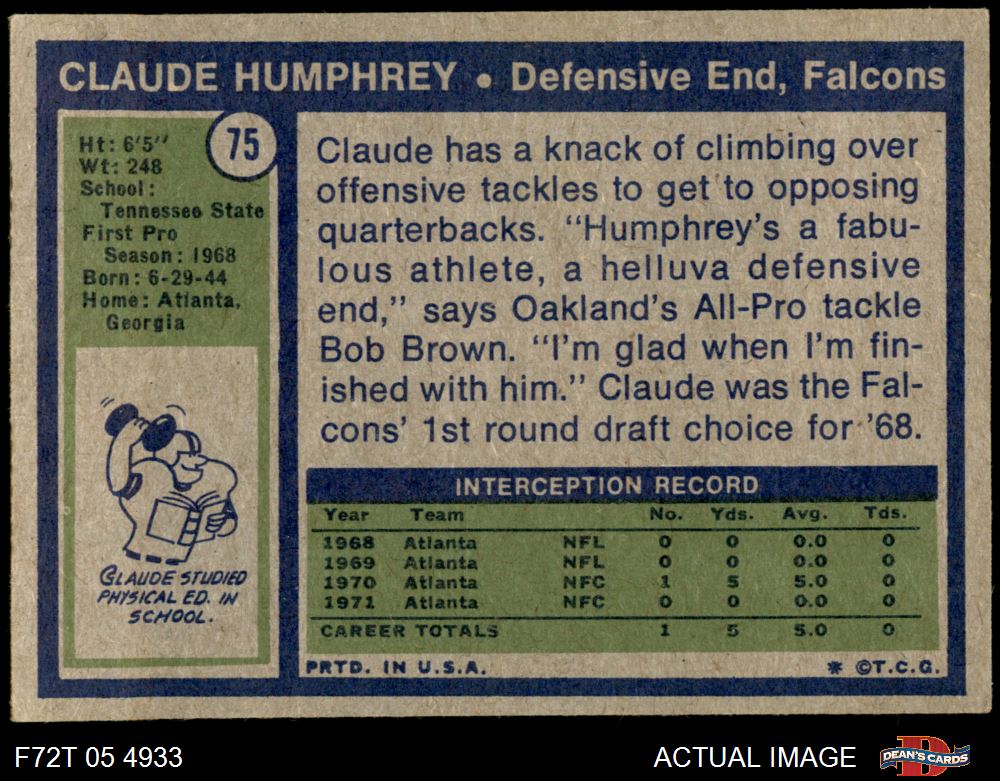 CLAUDE HUMPHREY • Defensive End, Falcons
75
Ht: 6'5''
Wt: 248
School:
Tennessee State
First Pro
Season: 1968
Born: 6-29-44
Home: Atlanta,
Georgia
CLAUDE STUDIED
PHYSICAL ED. IN
SCHOOL.
Claude has a knack of climbing over
offensive tackles to get to opposing
quarterbacks. “Humphrey's a fabu-
lous athlete, a helluva defensive
end,” says Oakland's All-Pro tackle
Bob Brown. “I'm glad when I'm fin-
ished with him.” Claude was the Fal-
cons' 1st round draft choice for '68.
INTERCEPTION RECORD
Year Team No. Yds. Avg. Tds.
1968 Atlanta NFL 0 0 0.0 0
1969 Atlanta NFL 0 0 0.0 0
1970 Atlanta NFC 1 5 5.0 0
1971 Atlanta NFC 0 0 0.0 0
CAREER TOTALS 1 5 5.0 0
PRTD. IN U.S.A. * ©T.C.G.
F72T 05 4933 ACTUAL IMAGE DEAN'S CARDS